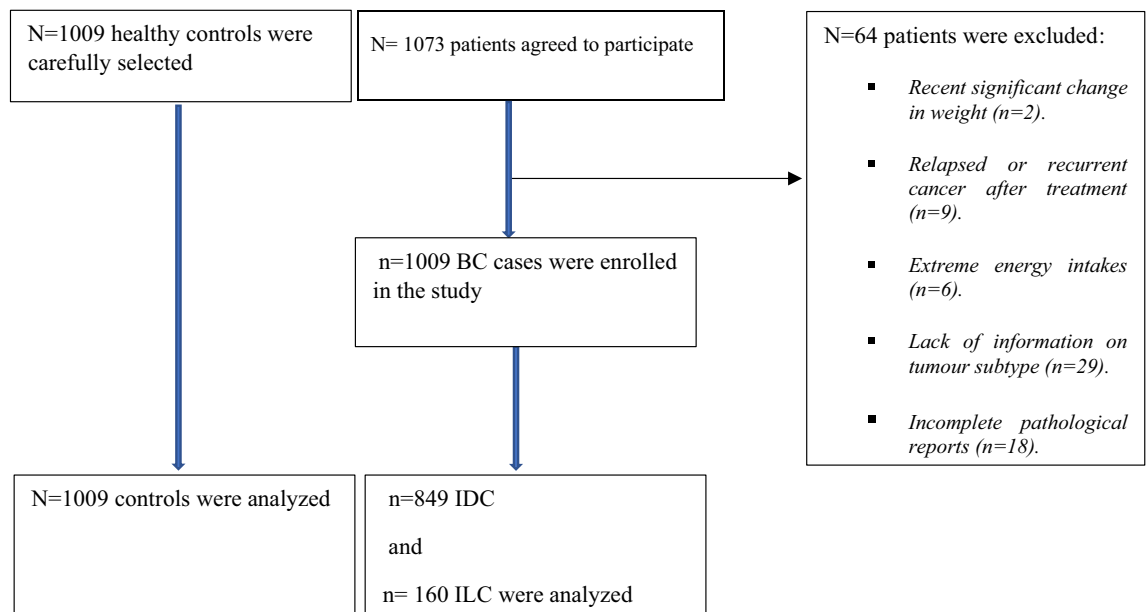 N=1009 healthy controls were
carefully selected
N= 1073 patients agreed to participate
N=64 patients were excluded:
▪ Recent significant change
in weight (n=2).
▪ Relapsed or recurrent
cancer after treatment
(n=9).
▪ Extreme energy intakes
(n=6).
▪ Lack of information on
tumour subtype (n=29).
▪ Incomplete pathological
reports (n=18).
n=1009 BC cases were enrolled
in the study
N=1009 controls were analyzed
n=849 IDC
and
n= 160 ILC were analyzed